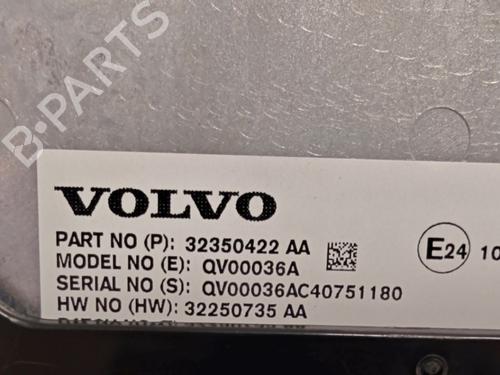 B-PARTS
VOLVO
PART NO (P): 32350422 AA
MODEL NO (E): QV00036A
SERIAL NO (S): QV00036AC40751180
HW NO (HW): 32250735 AA
E24 10